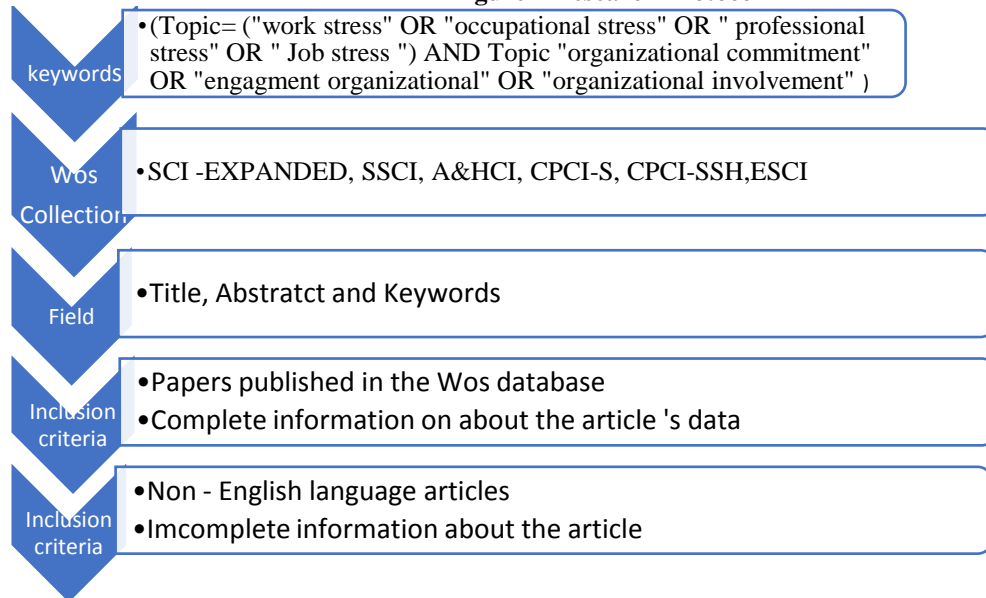 keywords
•(Topic= ("work stress" OR "occupational stress" OR " professional
stress" OR " Job stress ") AND Topic "organizational commitment"
OR "engagment organizational" OR "organizational involvement" )
Wos
Collection
•SCI -EXPANDED, SSCI, A&HCI, CPCI-S, CPCI-SSH,ESCI
Field
•Title, Abstratct and Keywords
Inclusion
criteria
•Papers published in the Wos database
•Complete information on about the article 's data
Inclusion
criteria
•Non - English language articles
•Imcomplete information about the article